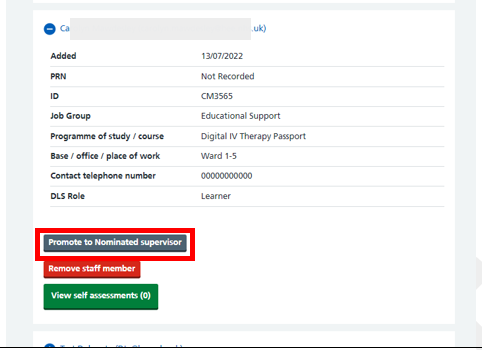 Ca .uk)
Added 13/07/2022
PRN Not Recorded
ID CM3565
Job Group Educational Support
Programme of study / course Digital IV Therapy Passport
Base / office / place of work Ward 1-5
Contact telephone number 00000000000
DLS Role Learner
Promote to Nominated supervisor
Remove staff member
View self assessments (0)